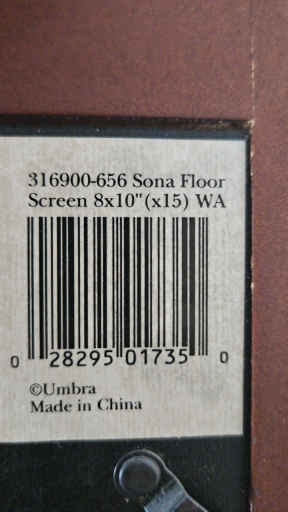 316900-656 Sona Floor
Screen 8x10"(x15) WA
0 28295 01735 0
©Umbra
Made in China